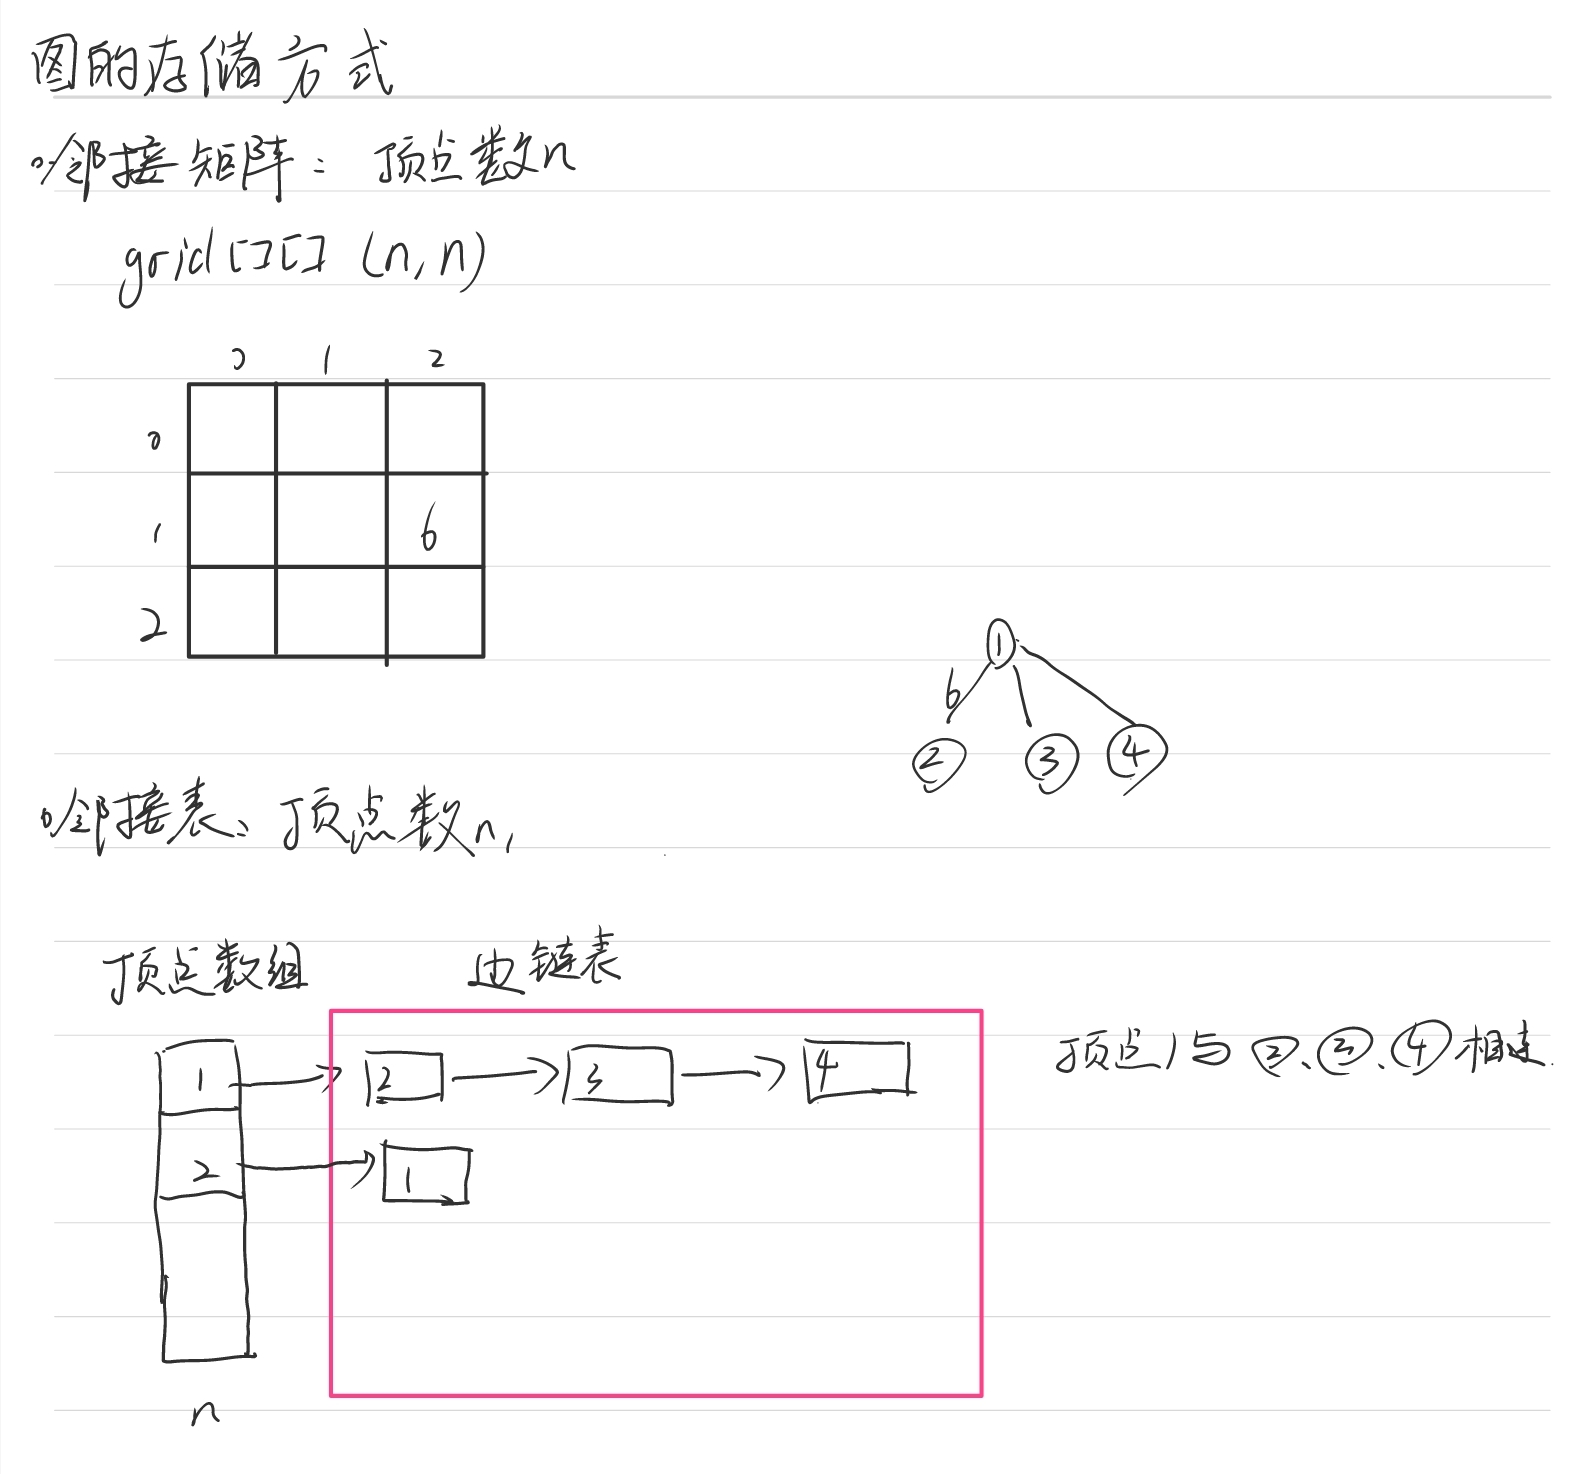 图的存储方式
邻接矩阵：顶点数n
grid[][] (n,n)
0 1 2
0
1 6
2
1
6
2 3 4
邻接表：顶点数n,
顶点数组 边链表
1 2 3 4 顶点1与②、③、④相连.
2 1
n